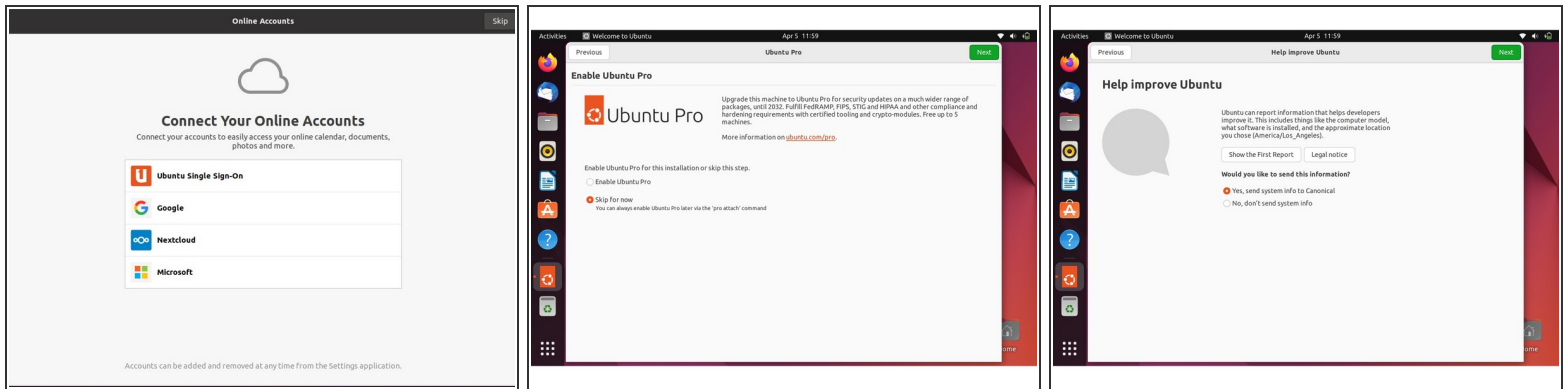 Online Accounts
Skip
Connect Your Online Accounts
Connect your accounts to easily access your online calendar, documents,
photos and more.
Ubuntu Single Sign-On
Google
Nextcloud
Microsoft
Accounts can be added and removed at any time from the Settings application.
Activities
Welcome to Ubuntu
Apr 5 11:59
Previous
Ubuntu Pro
Next
Enable Ubuntu Pro
Ubuntu Pro
Upgrade this machine to Ubuntu Pro for security updates on a much wider range of
packages, until 2032. Fulfill FedRAMP, FIPS, STIG and HIPAA and other compliance and
hardening requirements with certified tooling and crypto-modules. Free up to 5
machines.
More information on ubuntu.com/pro.
Enable Ubuntu Pro for this installation or skip this step.
Enable Ubuntu Pro
Skip for now
You can always enable Ubuntu Pro later via the 'pro attach' command
ome
Activities
Welcome to Ubuntu
Apr 5 11:59
Previous
Help improve Ubuntu
Next
Help improve Ubuntu
Ubuntu can report information that helps developers
improve it. This includes things like the computer model,
what software is installed, and the approximate location
you chose (America/Los_Angeles).
Show the First Report
Legal notice
Would you like to send this information?
Yes, send system info to Canonical
No, don't send system info
ome